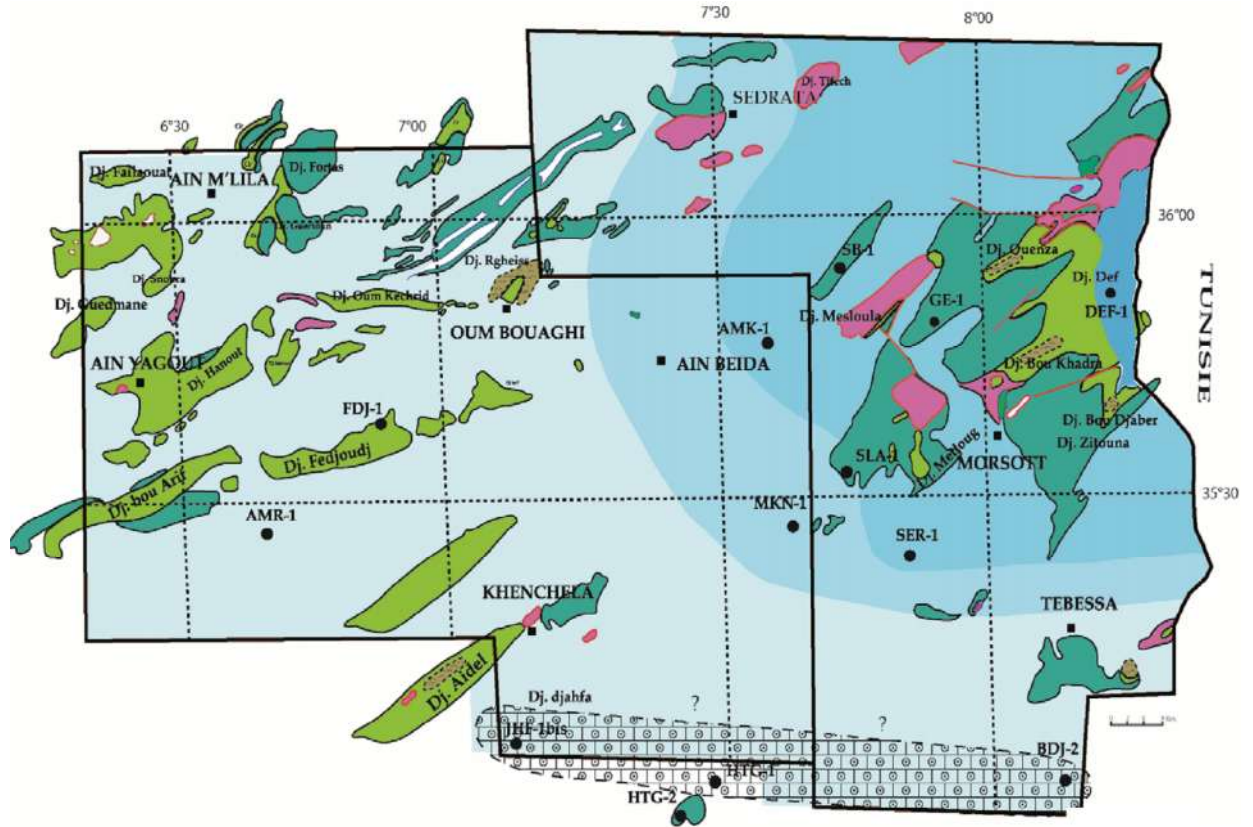 7°30
8°00
6°30
7°00
36°00
35°30
TUNISIE
Dj. Tifech
SEDRATA
Dj. Failaoual
AIN M'LILA
Dj. Fortas
Dj. Guedmane
Dj. Oum Kechrid
Dj. Rgheiss
OUM BOUAGHI
AIN YAGOUT
Dj. Hanout
FDJ-1
Dj. Fedjoudj
Dj. bou Arif
AMR-1
SB-1
Dj. Ouenza
Dj. Def
DEF-1
GE-1
Dj. Mesloula
AMK-1
AIN BEIDA
Dj. Bou Khadra
Dj. Bou Djaber
Dj. Zitouna
SLA-1
Dj. Melloug
MORSOTT
MKN-1
SER-1
KHENCHELA
TEBESSA
Dj. Aidel
Dj. djahfa
?
?
JHF-1bis
HTG-1
BDJ-2
HTG-2